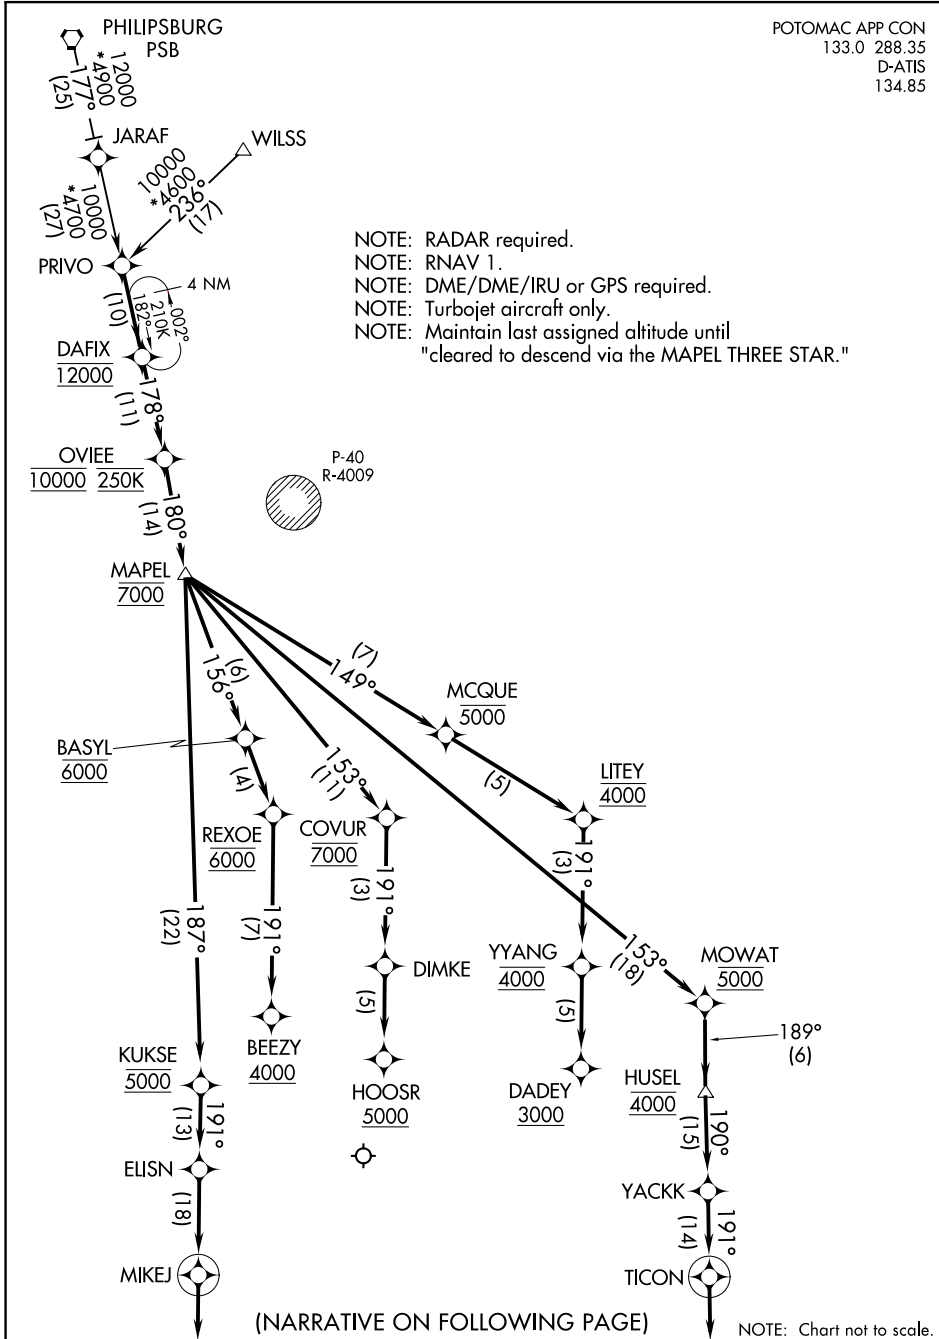 PHILIPSBURG
PSB
POTOMAC APP CON
133.0 288.35
D-ATIS
134.85
12000
*4900
177°
(25)
JARAF
WILSS
10000
*4600
236°
(17)
10000
*4700
(27)
PRIVO
NOTE: RADAR required.
NOTE: RNAV 1.
NOTE: DME/DME/IRU or GPS required.
NOTE: Turbojet aircraft only.
NOTE: Maintain last assigned altitude until
"cleared to descend via the MAPEL THREE STAR."
4 NM
(10)
002°
210K
182°
DAFIX
12000
178°
(11)
OVIEE
10000 250K
P-40
R-4009
180°
(14)
MAPEL
7000
(7)
149°
(6)
156°
MCQUE
5000
BASYL
6000
153°
(11)
(4)
(5)
LITEY
4000
REXOE
6000
COVUR
7000
191°
(3)
191°
(3)
187°
(22)
191°
(7)
153°
(18)
MOWAT
5000
YYANG
4000
DIMKE
(5)
(5)
189°
(6)
BEEZY
4000
KUKSE
5000
HOOSR
5000
DADEY
3000
HUSEL
4000
191°
(13)
190°
(15)
ELISN
YACKK
(18)
191°
(14)
MIKEJ
TICON
(NARRATIVE ON FOLLOWING PAGE)
NOTE: Chart not to scale.